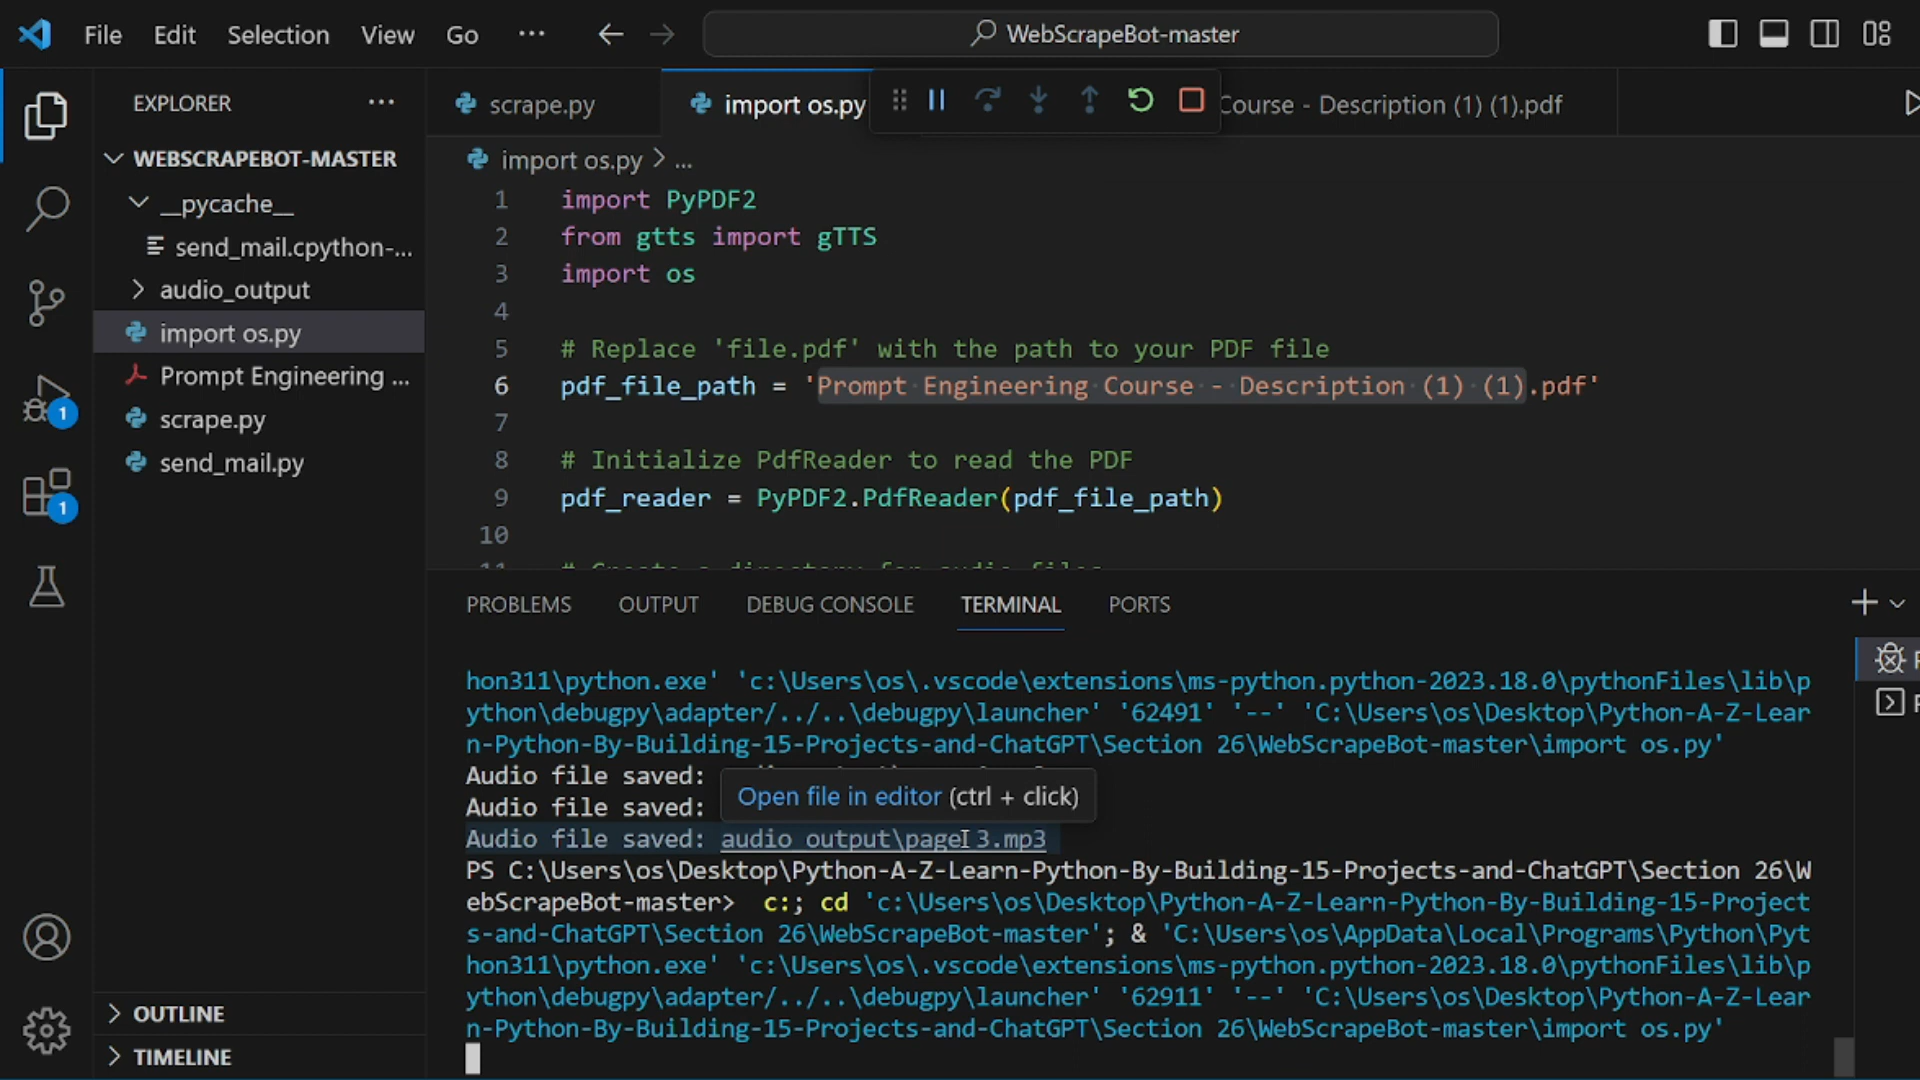 File Edit Selection View Go ··· WebScrapeBot-master
EXPLORER ···
WEBSCRAPEBOT-MASTER
__pycache__
send_mail.cpython-...
audio_output
import os.py
Prompt Engineering ...
scrape.py
send_mail.py
OUTLINE
TIMELINE
1
1
scrape.py import os.py Course - Description (1) (1).pdf
import os.py > ...
1 import PyPDF2
2 from gtts import gTTS
3 import os
4
5 # Replace 'file.pdf' with the path to your PDF file
6 pdf_file_path = 'Prompt Engineering Course - Description (1) (1).pdf'
7
8 # Initialize PdfReader to read the PDF
9 pdf_reader = PyPDF2.PdfReader(pdf_file_path)
10
11 # Create a directory for audio files
PROBLEMS OUTPUT DEBUG CONSOLE TERMINAL PORTS
hon311\python.exe' 'c:\Users\os\.vscode\extensions\ms-python.python-2023.18.0\pythonFiles\lib\p
ython\debugpy\adapter/../..\debugpy\launcher' '62491' '--' 'C:\Users\os\Desktop\Python-A-Z-Lear
n-Python-By-Building-15-Projects-and-ChatGPT\Section 26\WebScrapeBot-master\import os.py'
Audio file saved:
Open file in editor (ctrl + click)
Audio file saved:
Audio file saved: audio_output\page_3.mp3
PS C:\Users\os\Desktop\Python-A-Z-Learn-Python-By-Building-15-Projects-and-ChatGPT\Section 26\W
ebScrapeBot-master> c:; cd 'c:\Users\os\Desktop\Python-A-Z-Learn-Python-By-Building-15-Project
s-and-ChatGPT\Section 26\WebScrapeBot-master'; & 'C:\Users\os\AppData\Local\Programs\Python\Pyt
hon311\python.exe' 'c:\Users\os\.vscode\extensions\ms-python.python-2023.18.0\pythonFiles\lib\p
ython\debugpy\adapter/../..\debugpy\launcher' '62911' '--' 'C:\Users\os\Desktop\Python-A-Z-Lear
n-Python-By-Building-15-Projects-and-ChatGPT\Section 26\WebScrapeBot-master\import os.py'